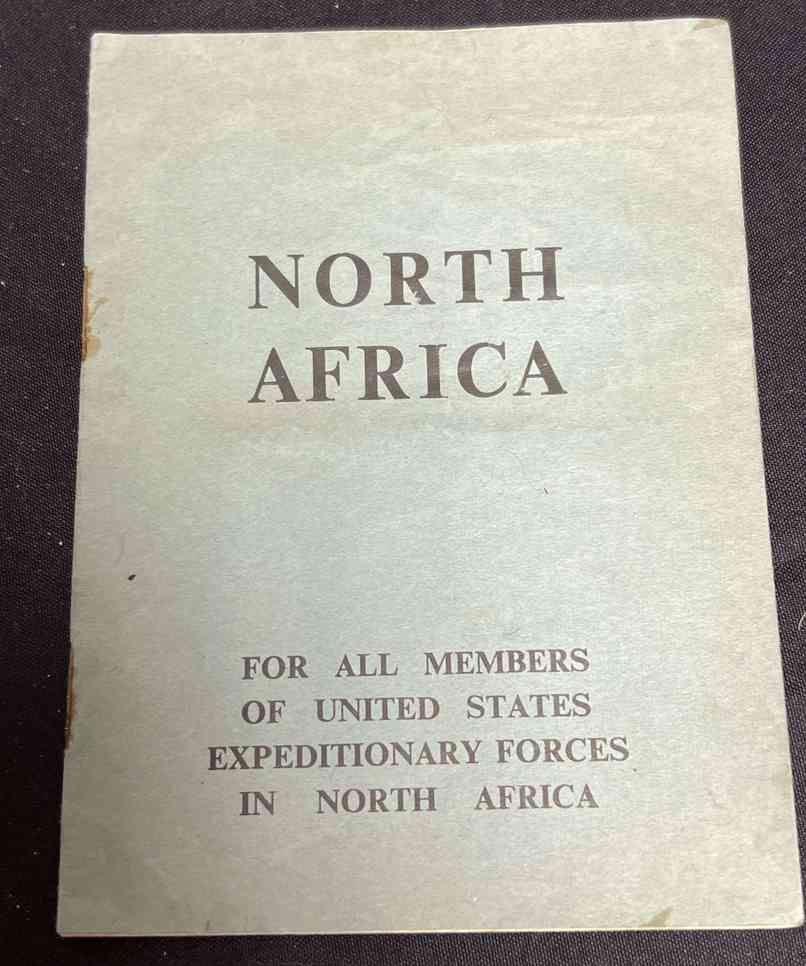 NORTH
AFRICA
FOR ALL MEMBERS
OF UNITED STATES
EXPEDITIONARY FORCES
IN NORTH AFRICA